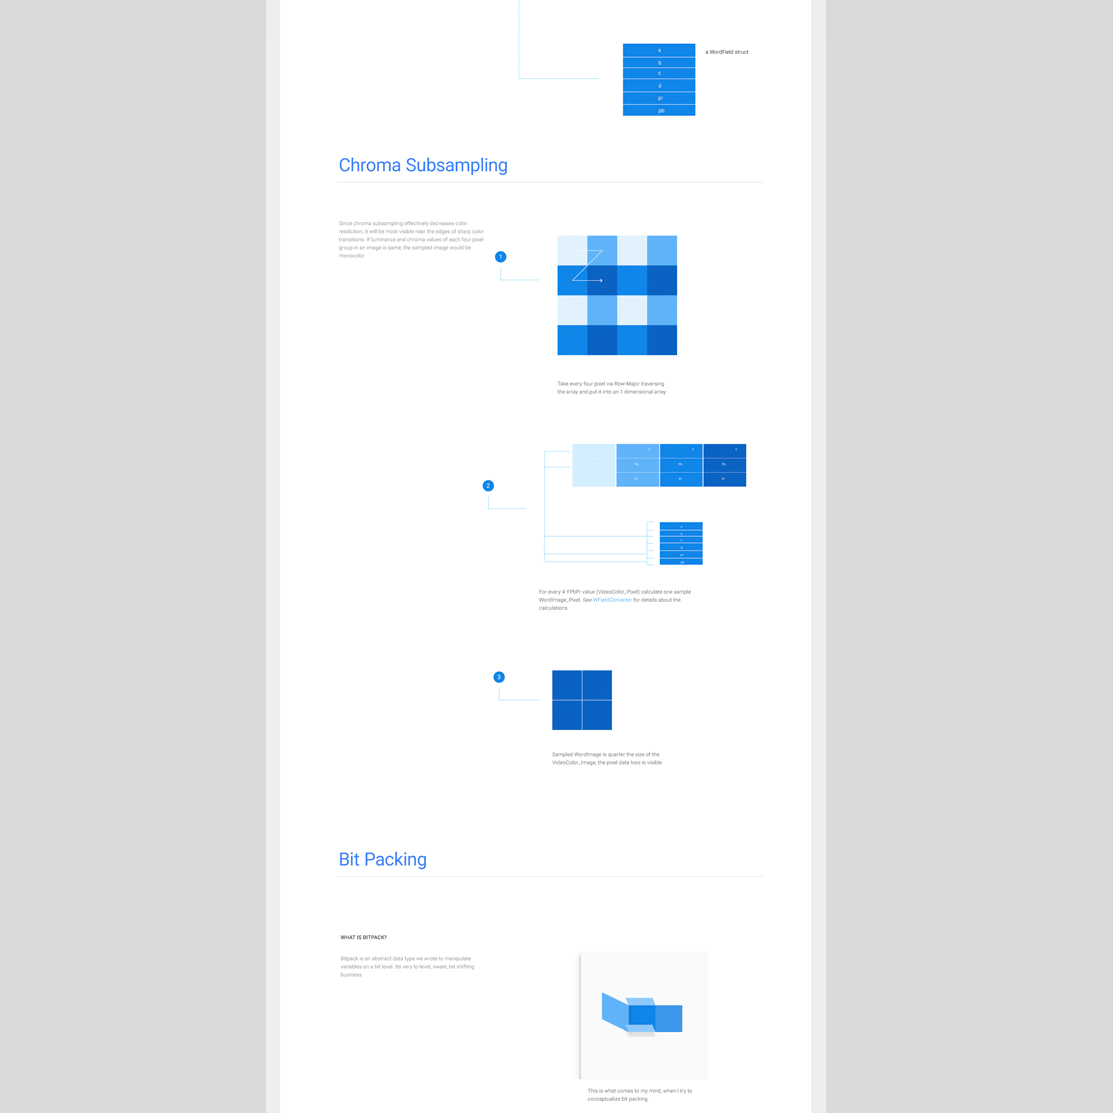 a
b
c
d
pr
pb
a WordField struct
Chroma Subsampling
Since chroma subsampling effectively decreases color
resolution, it will be most visible near the edges of sharp color
transitions. If luminance and chroma values of each four pixel
group in an image is same, the sampled image would be
monocolor
1
Take every four pixel via Row-Major traversing
the array and put it into an 1 dimensional array
2
For every 4 YPbPr value (VideoColor_Pixel) calculate one sample
WordImage_Pixel. See WFieldConverter for details about the
calculations
3
Sampled WordImage is quarter the size of the
VideoColor_Image, the pixel data loss is visible
Bit Packing
WHAT IS BITPACK?
Bitpack is an abstract data type we wrote to manipulate
variables on a bit level. Its very lo-level, sweet, bit shifting
business
This is what comes to my mind, when I try to
conceptualize bit packing.